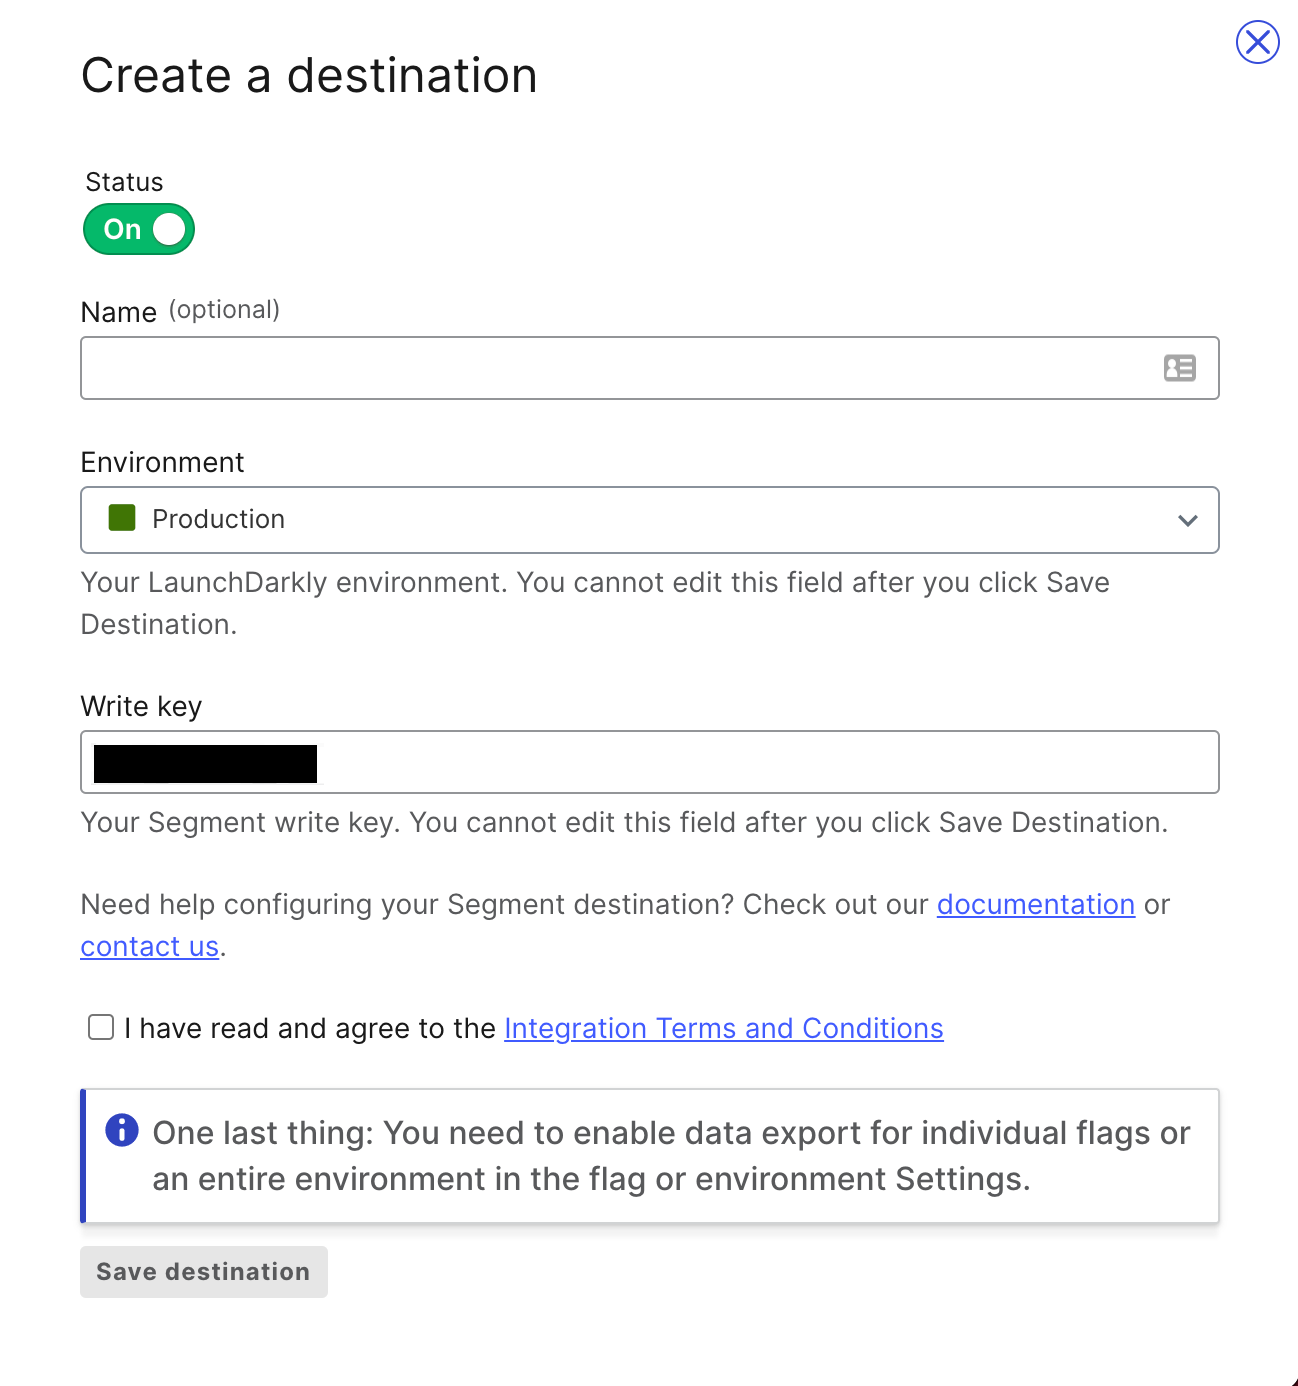 Create a destination
Status
On
Name (optional)
Environment
Production
Your LaunchDarkly environment. You cannot edit this field after you click Save
Destination.
Write key
Your Segment write key. You cannot edit this field after you click Save Destination.
Need help configuring your Segment destination? Check out our documentation or
contact us.
I have read and agree to the Integration Terms and Conditions
One last thing: You need to enable data export for individual flags or
an entire environment in the flag or environment Settings.
Save destination